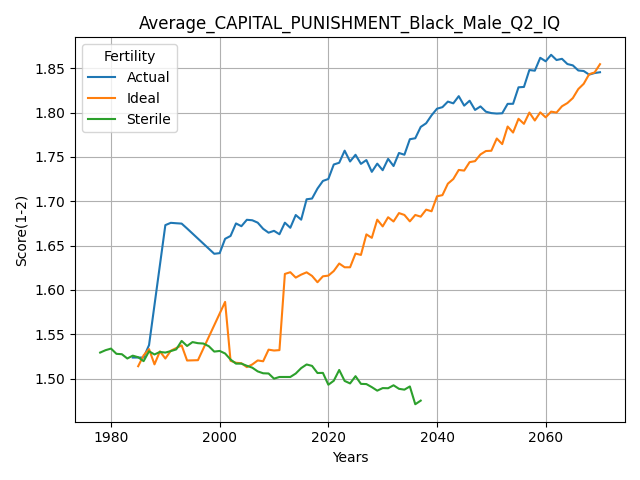 Average_CAPITAL_PUNISHMENT_Black_Male_Q2_IQ
Fertility
Actual
Ideal
Sterile
Score(1-2)
1.85
1.80
1.75
1.70
1.65
1.60
1.55
1.50
1980
2000
2020
2040
2060
Years